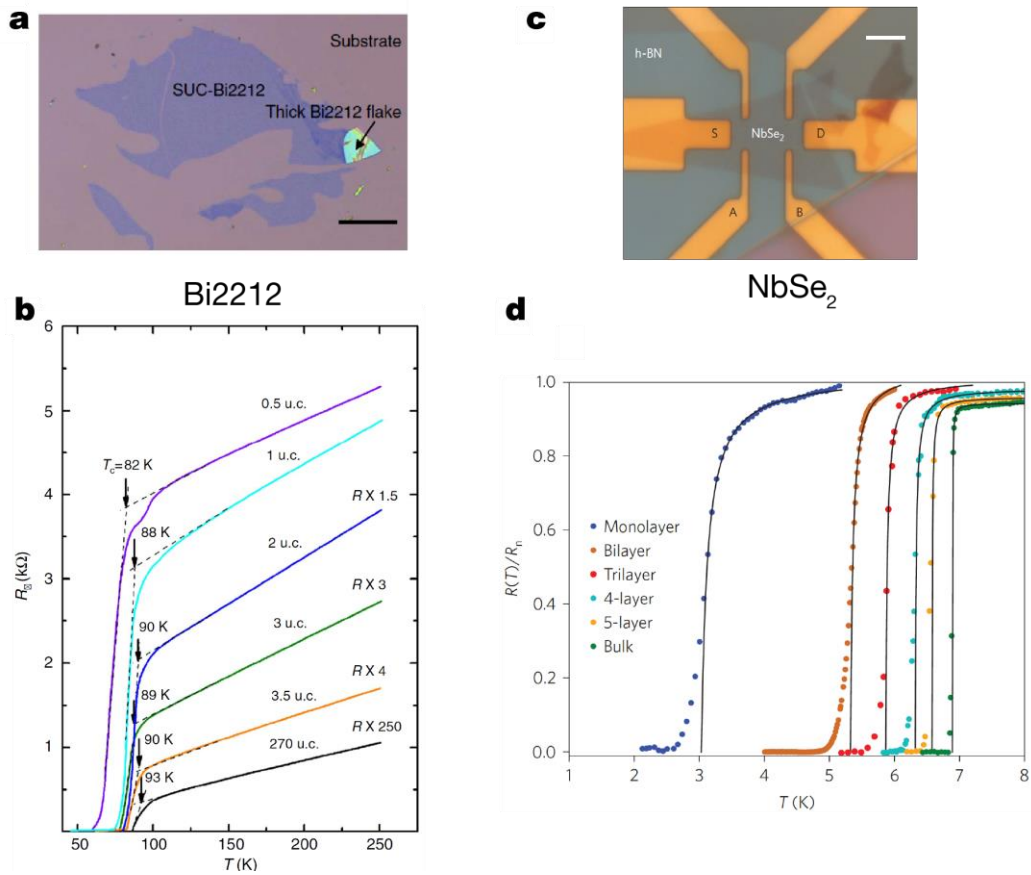 a
Substrate
SUC-Bi2212
Thick Bi2212 flake
c
h-BN
S
NbSe₂
D
A
B
b
Bi2212
6
5
4
3
2
1
R☒ (kΩ)
0.5 u.c.
T_c=82 K
1 u.c.
R X 1.5
88 K
2 u.c.
R X 3
90 K
3 u.c.
89 K
R X 4
90 K
3.5 u.c.
R X 250
93 K
270 u.c.
50
100
150
200
250
T (K)
NbSe₂
d
1.0
0.8
0.6
0.4
0.2
0.0
R(T)/Rₙ
Monolayer
Bilayer
Trilayer
4-layer
5-layer
Bulk
1
2
3
4
5
6
7
8
T (K)